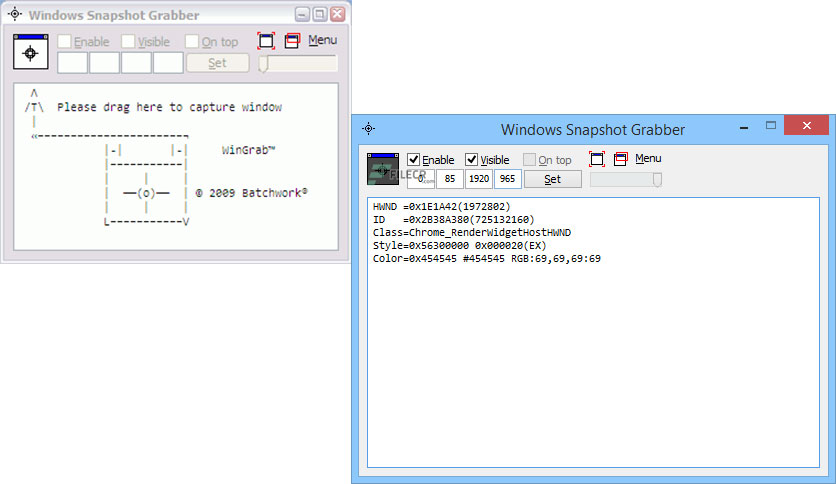 Windows Snapshot Grabber
Enable Visible On top Menu
Set
Please drag here to capture window
WinGrab™
© 2009 Batchwork®
Windows Snapshot Grabber
Enable Visible On top Menu
FILECR .com
0 85 1920 965 Set
HWND =0x1E1A42(1972802)
ID =0x2B38A380(725132160)
Class=Chrome_RenderWidgetHostHWND
Style=0x56300000 0x000020(EX)
Color=0x454545 #454545 RGB:69,69,69:69